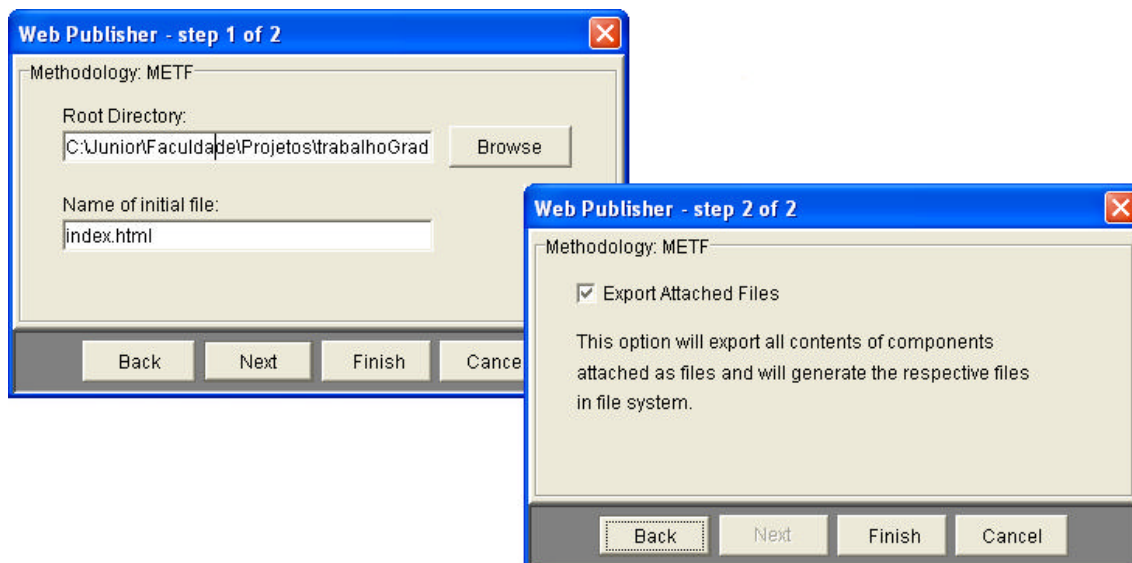 Web Publisher - step 1 of 2
Methodology: METF
Root Directory:
C:\Junior\Faculdade\Projetos\trabalhoGrad
Browse
Name of initial file:
index.html
Back Next Finish Cance
Web Publisher - step 2 of 2
Methodology: METF
Export Attached Files
This option will export all contents of components
attached as files and will generate the respective files
in file system.
Back Next Finish Cancel